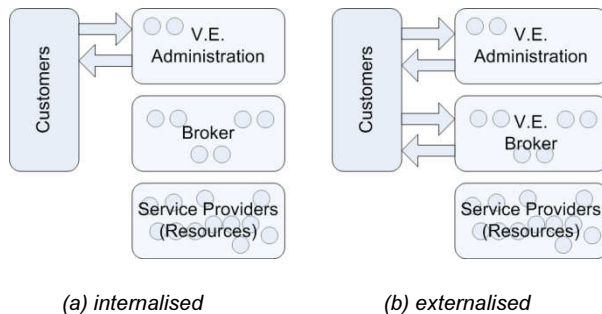 Customers
V.E.
Administration
Broker
Service Providers
(Resources)
(a) internalised
Customers
V.E.
Administration
V.E.
Broker
Service Providers
(Resources)
(b) externalised